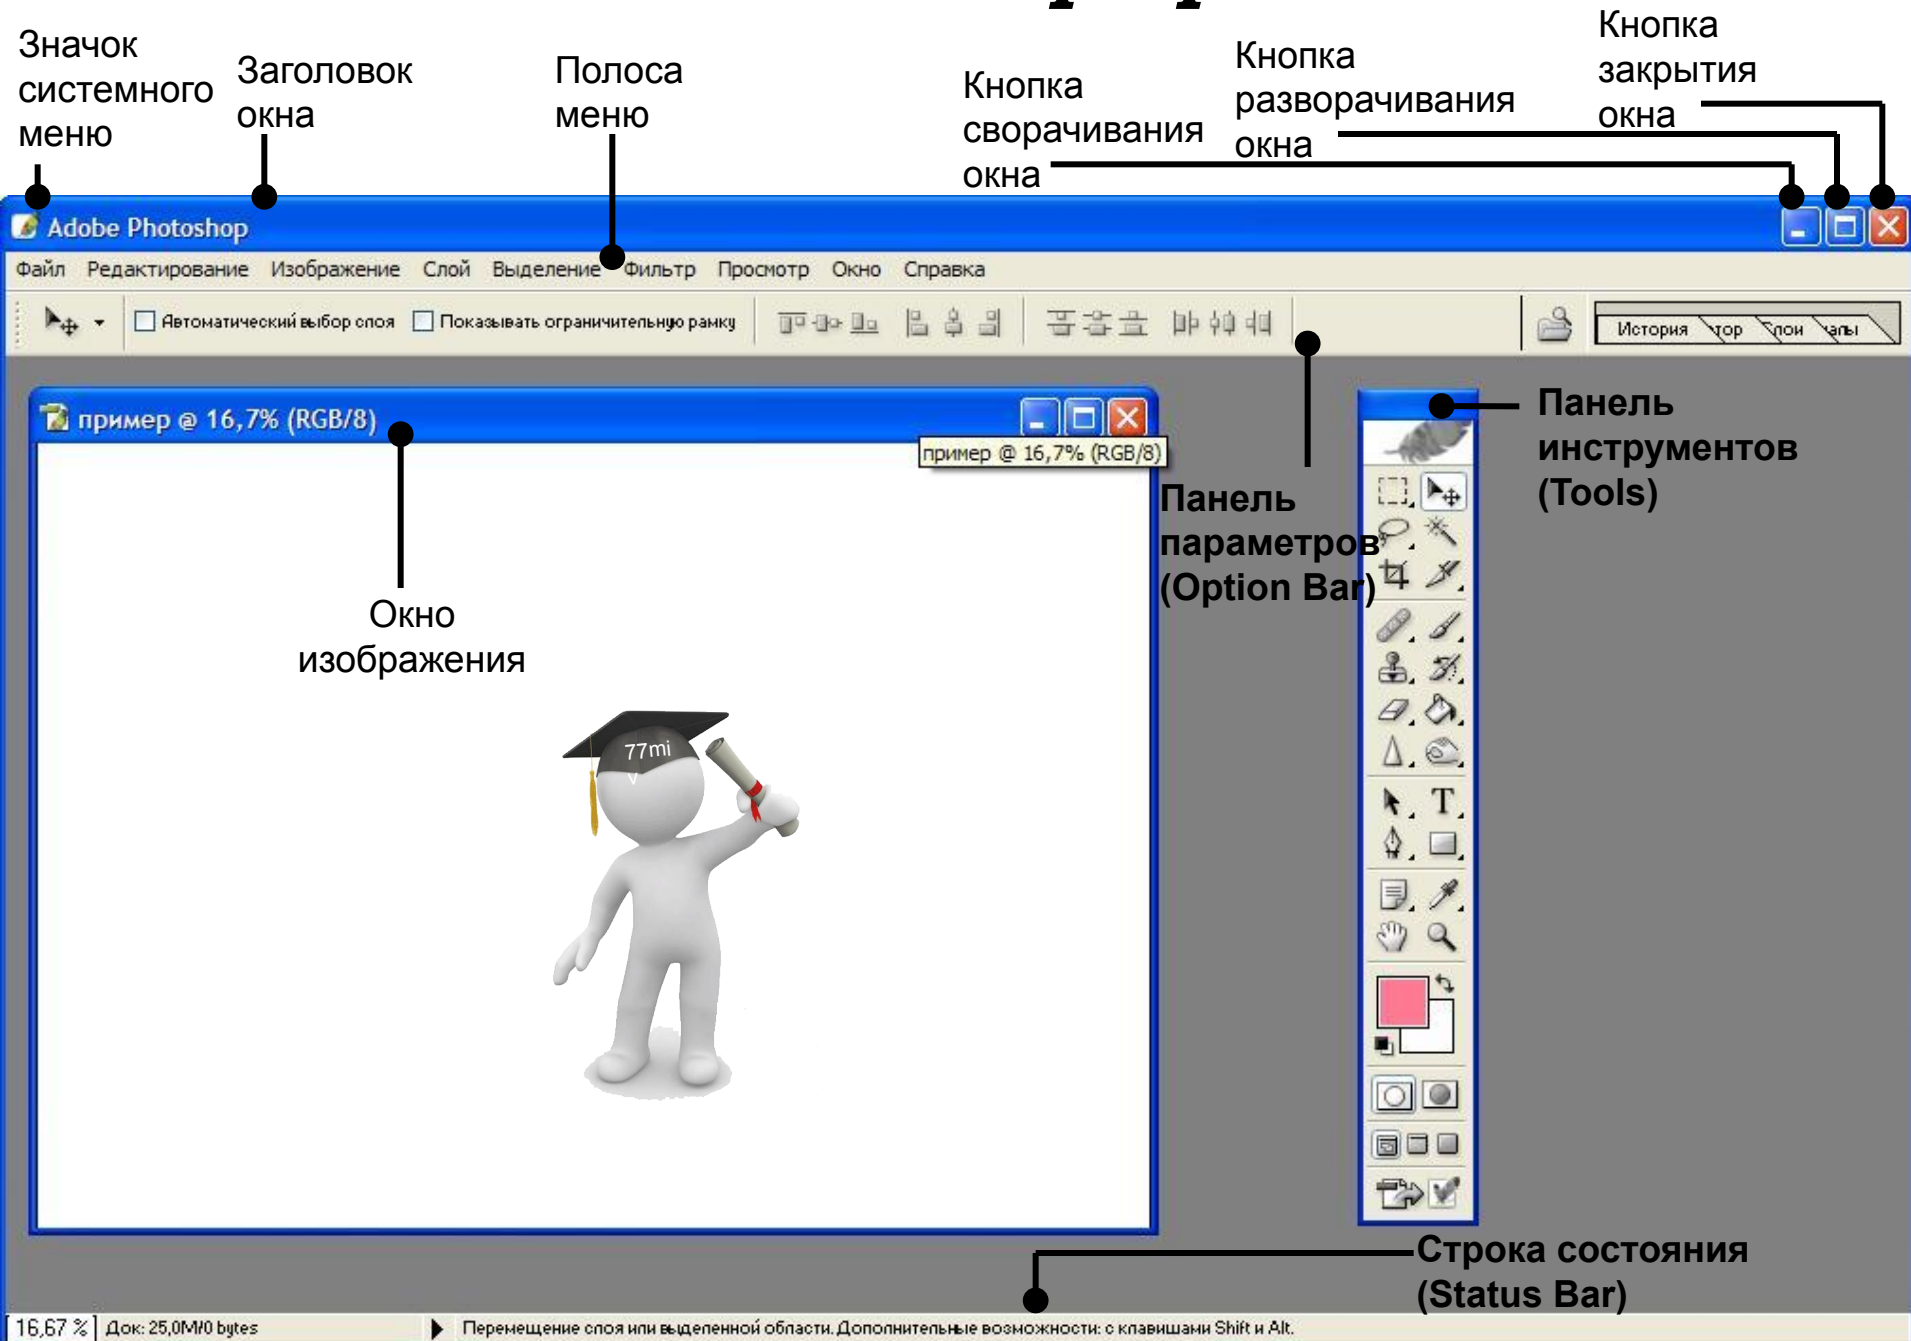 Значок
системного
меню
Заголовок
окна
Полоса
меню
Кнопка
сворачивания
окна
Кнопка
разворачивания
окна
Кнопка
закрытия
окна
Adobe Photoshop
Файл Редактирование Изображение Слой Выделение Фильтр Просмотр Окно Справка
Автоматический выбор слоя Показывать ограничительную рамку
История
пример @ 16,7% (RGB/8)
пример @ 16,7% (RGB/8)
Панель
инструментов
(Tools)
Панель
параметров
(Option Bar)
Окно
изображения
77mi
v
T
Строка состояния
(Status Bar)
16,67 % Док: 25,0M/0 bytes Перемещение слоя или выделенной области. Дополнительные возможности: с клавишами Shift и Alt.